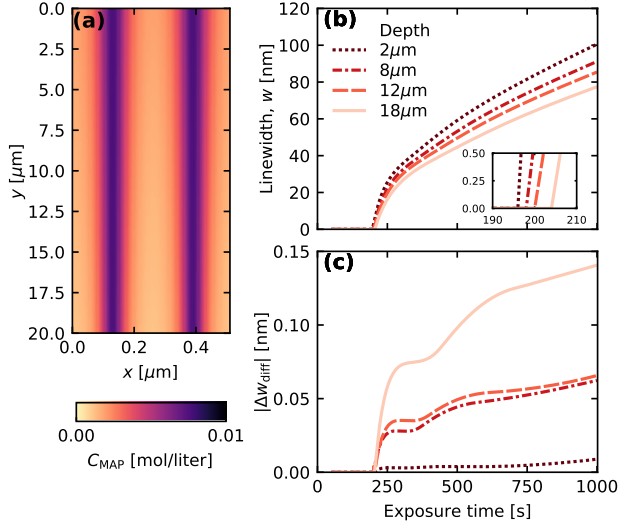 (a)
0.0
2.5
5.0
7.5
10.0
12.5
15.0
17.5
20.0
y [μm]
0.0 0.2 0.4
x [μm]
0.00 0.01
C_MAP [mol/liter]
(b)
120
100
80
60
40
20
0
Linewidth, w [nm]
Depth
2μm
8μm
12μm
18μm
0.50
0.25
0.00
190 200 210
(c)
0.15
0.10
0.05
0.00
|Δw_diff| [nm]
0 250 500 750 1000
Exposure time [s]